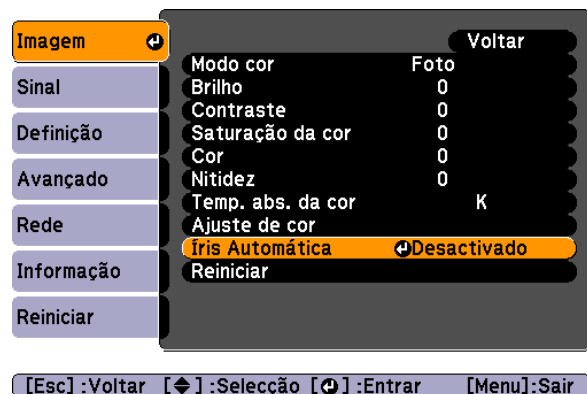 Imagem
Sinal
Definição
Avançado
Rede
Informação
Reiniciar
Voltar
Modo cor Foto
Brilho 0
Contraste 0
Saturação da cor 0
Cor 0
Nitidez 0
Temp. abs. da cor K
Ajuste de cor
Íris Automática Desactivado
Reiniciar
[Esc] :Voltar [ ] :Selecção [ ] :Entrar [Menu]:Sair